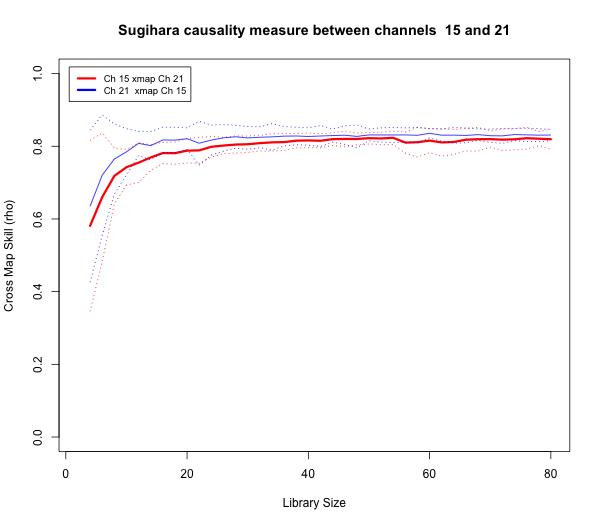 Sugihara causality measure between channels  15 and 21
Ch 15 xmap Ch 21
Ch 21  xmap Ch 15
Cross Map Skill (rho)
1.0
0.8
0.6
0.4
0.2
0.0
0
20
40
60
80
Library Size